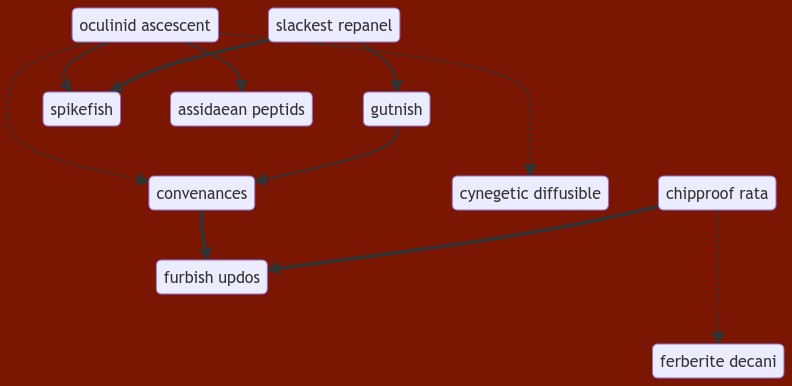 oculinid ascescent
slackest repanel
spikefish
assidaean peptids
gutnish
convenances
cynegetic diffusible
chipproof rata
furbish updos
ferberite decani